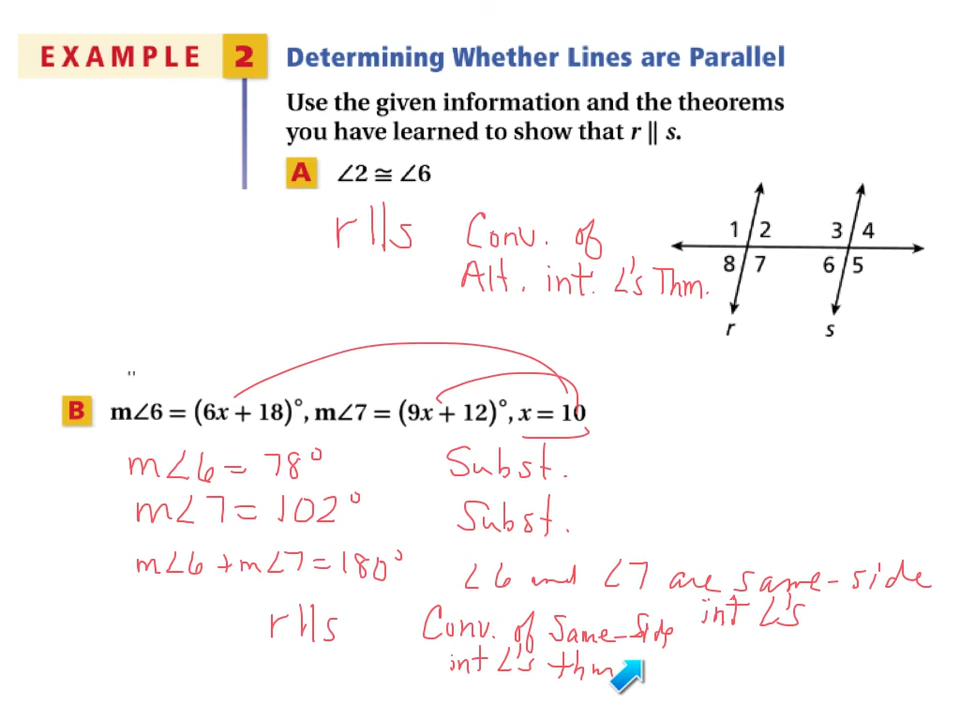 EXAMPLE 2 Determining Whether Lines are Parallel
Use the given information and the theorems
you have learned to show that r || s.
A ∠2 ≅ ∠6
r||s Conv. of
Alt. int. ∠'s Thm.
1 2 3 4
8 7 6 5
r s
"
B m∠6 = (6x + 18)°, m∠7 = (9x + 12)°, x = 10
m∠6 = 78° Subst.
m∠7 = 102° Subst.
m∠6 + m∠7 = 180° ∠6 and ∠7 are same-side
int ∠'s
r||s Conv. of Same-Side
int ∠'s thm